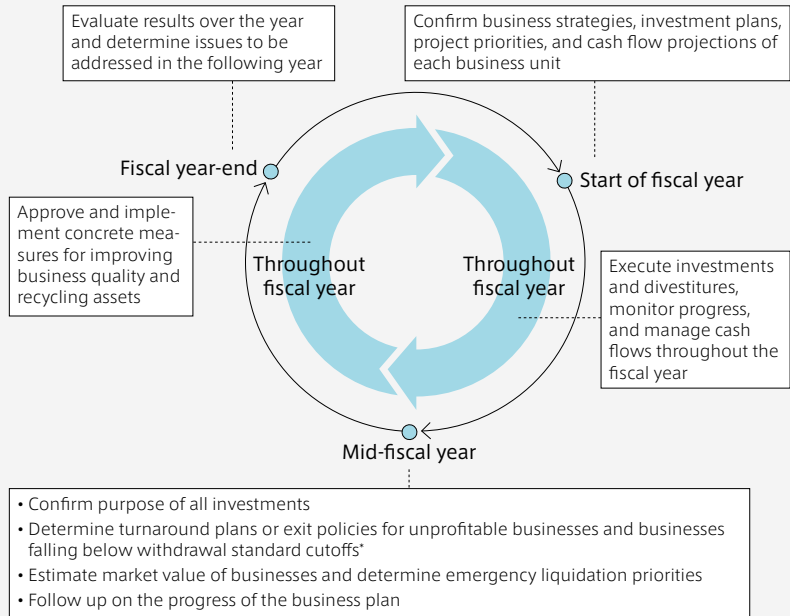 Evaluate results over the year
and determine issues to be
addressed in the following year
Confirm business strategies, investment plans,
project priorities, and cash flow projections of
each business unit
Fiscal year-end
Start of fiscal year
Approve and imple-
ment concrete mea-
sures for improving
business quality and
recycling assets
Throughout
fiscal year
Throughout
fiscal year
Execute investments
and divestitures,
monitor progress,
and manage cash
flows throughout the
fiscal year
Mid-fiscal year
• Confirm purpose of all investments
• Determine turnaround plans or exit policies for unprofitable businesses and businesses
falling below withdrawal standard cutoffs*
• Estimate market value of businesses and determine emergency liquidation priorities
• Follow up on the progress of the business plan